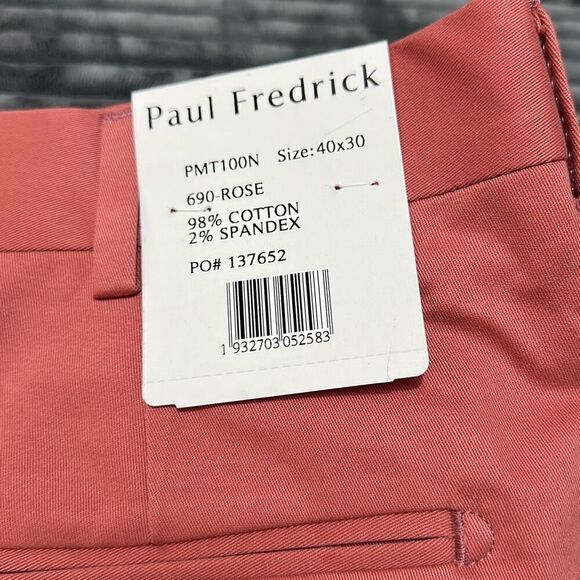 Paul Fredrick
PMT100N Size: 40x30
690-ROSE
98% COTTON
2% SPANDEX
PO# 137652
1 932703 052583